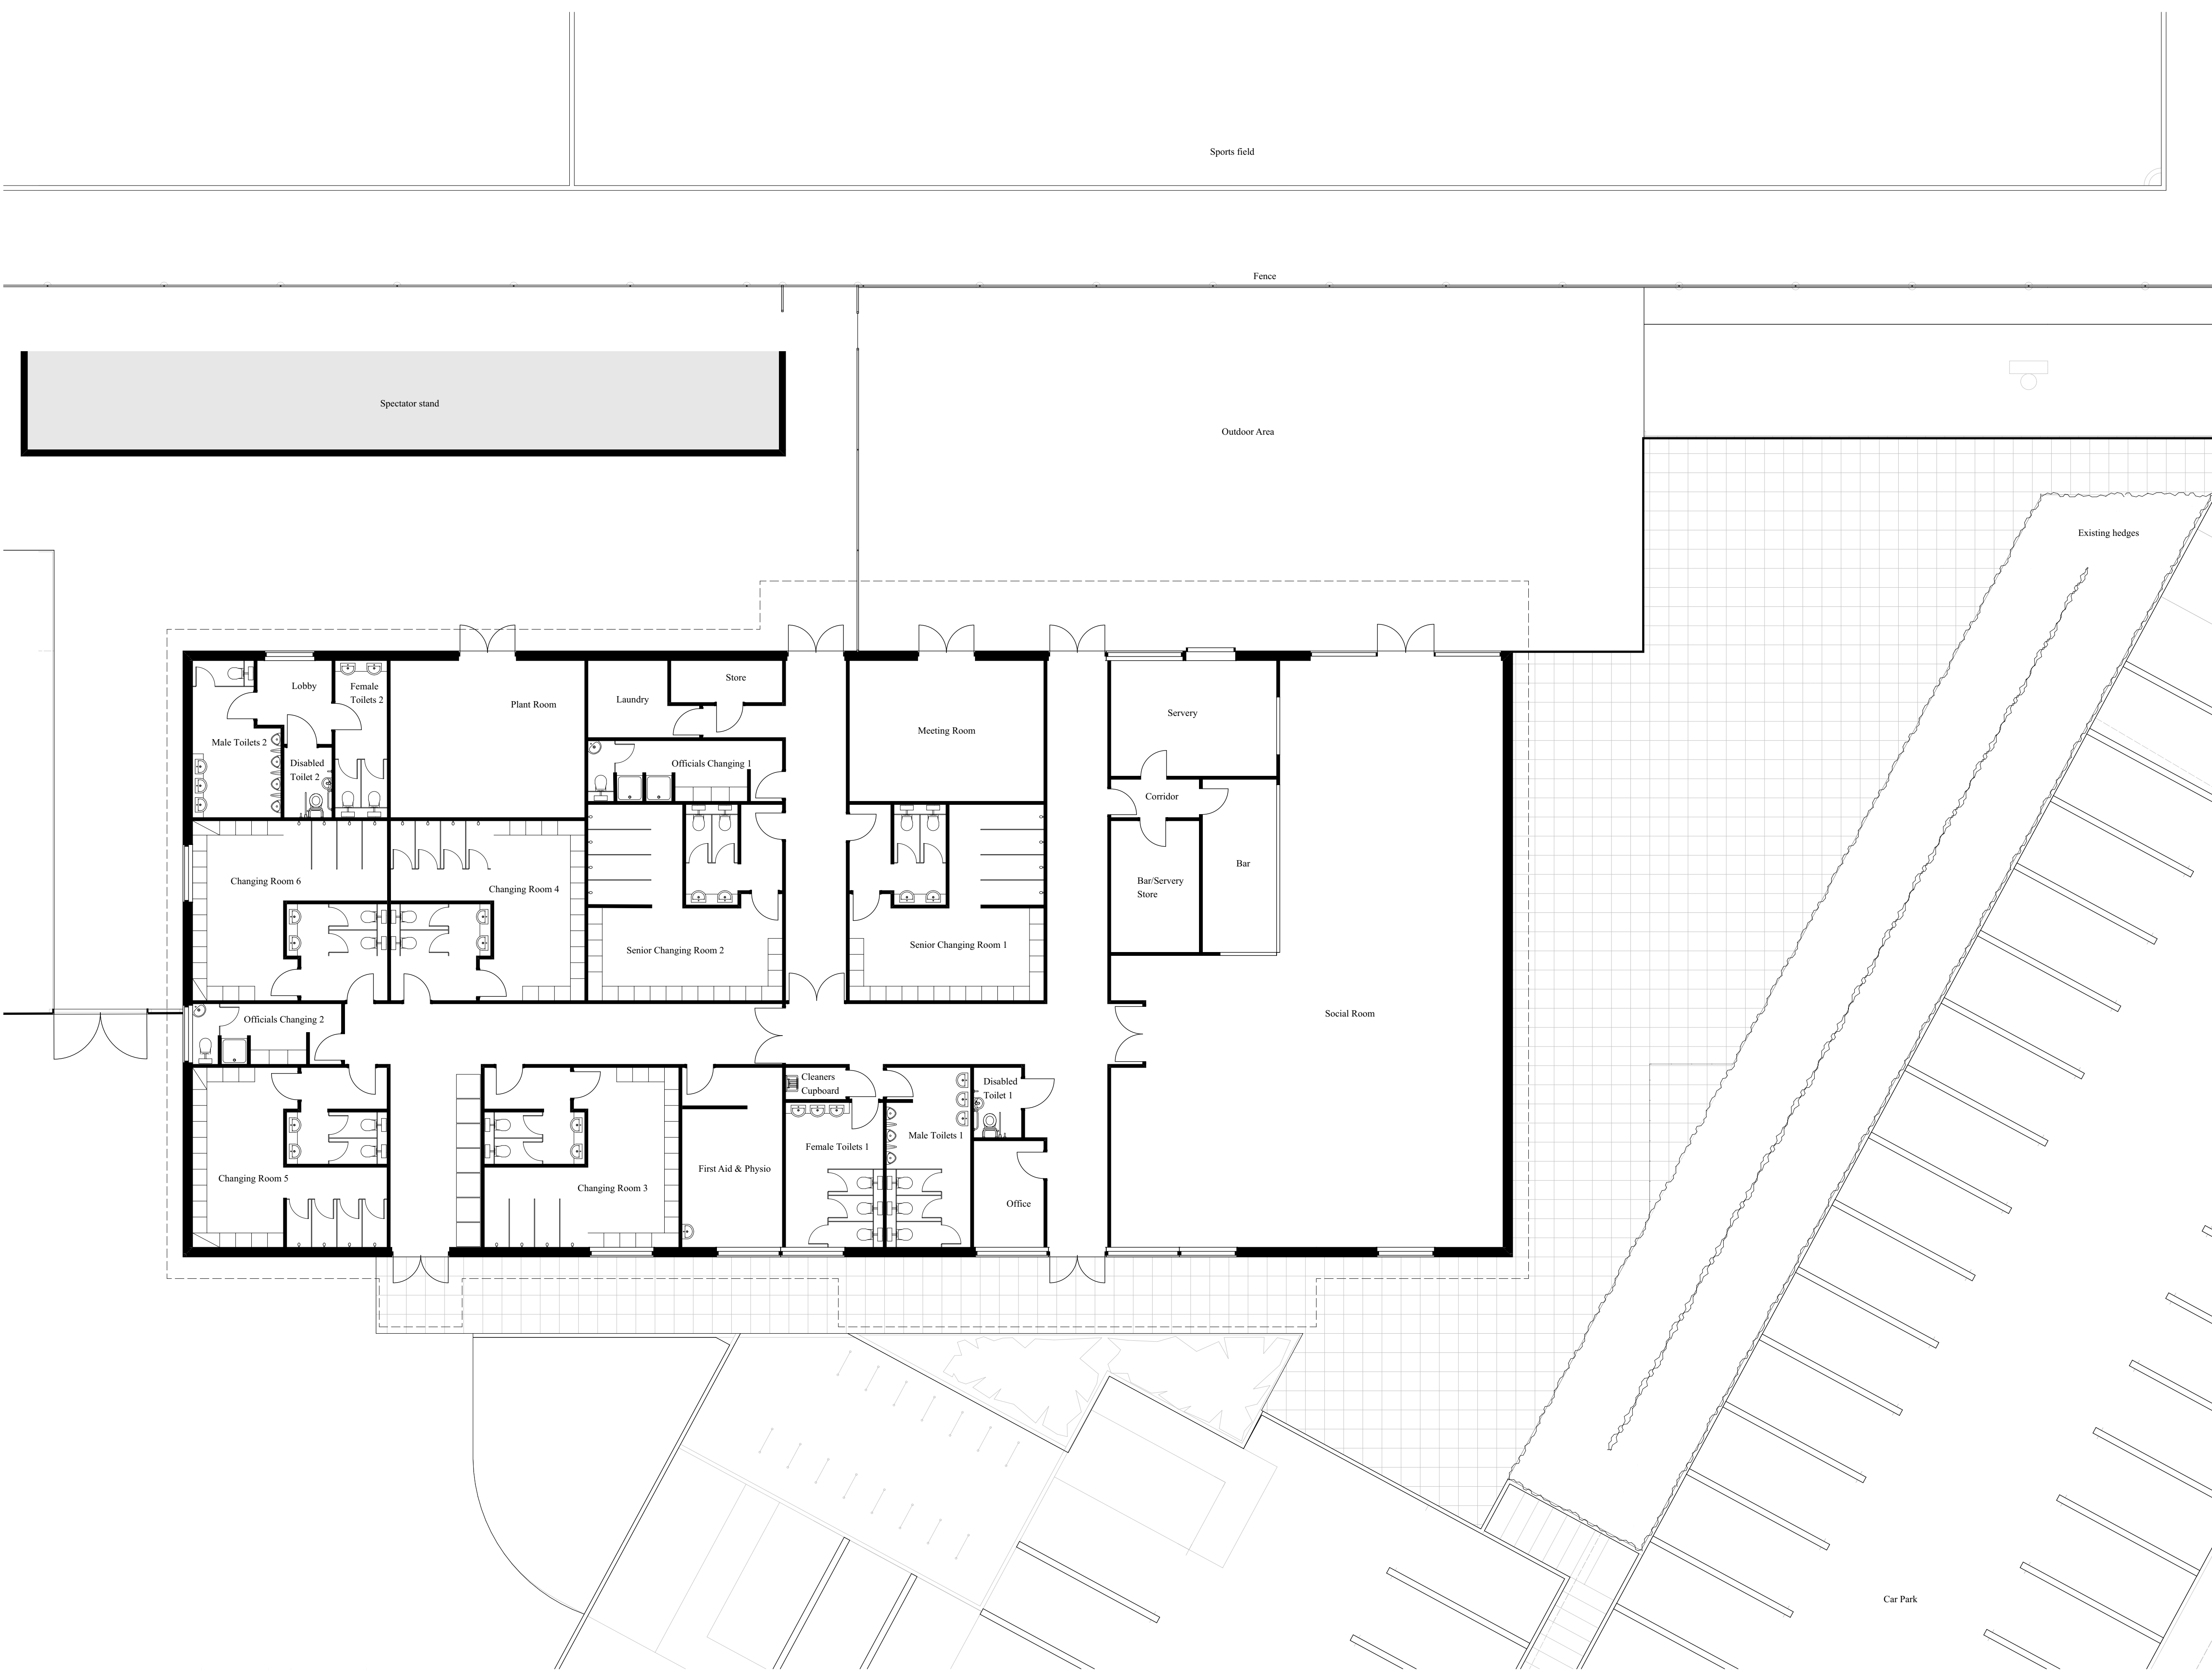 Sports field
Fence
Spectator stand
Outdoor Area
Existing hedges
Lobby
Female
Toilets 2
Store
Laundry
Plant Room
Servery
Meeting Room
Male Toilets 2
Disabled
Toilet 2
Officials Changing 1
Corridor
Bar
Changing Room 6
Changing Room 4
Bar/Servery
Store
Senior Changing Room 2
Senior Changing Room 1
Social Room
Officials Changing 2
Cleaners
Cupboard
Disabled
Toilet 1
Female Toilets 1
Male Toilets 1
First Aid & Physio
Changing Room 5
Changing Room 3
Office
Car Park